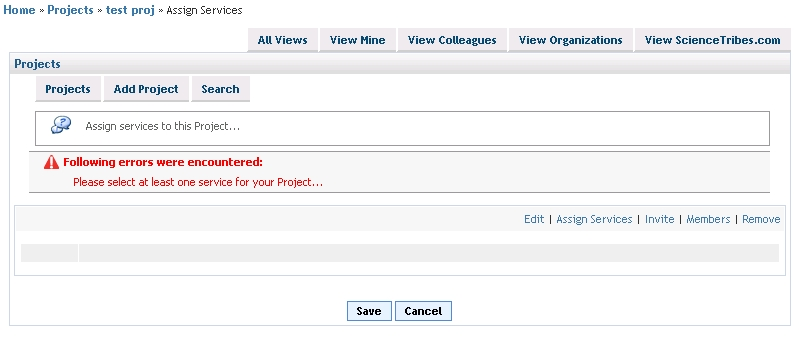 Home » Projects » test proj » Assign Services
All Views View Mine View Colleagues View Organizations View ScienceTribes.com
Projects
Projects Add Project Search
Assign services to this Project...
Following errors were encountered:
Please select at least one service for your Project...
Edit | Assign Services | Invite | Members | Remove
Save Cancel